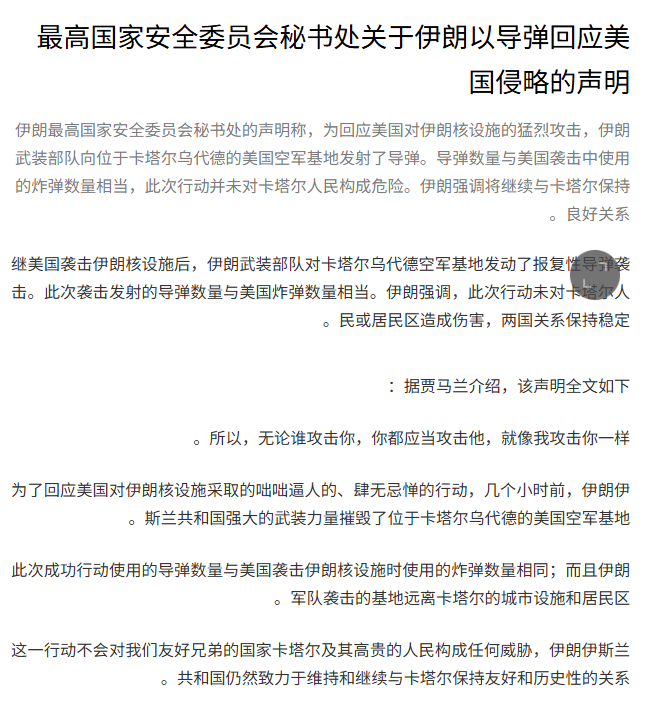 最高国家安全委员会秘书处关于伊朗以导弹回应美
国侵略的声明
伊朗最高国家安全委员会秘书处的声明称，为回应美国对伊朗核设施的猛烈攻击，伊朗
武装部队向位于卡塔尔乌代德的美国空军基地发射了导弹。导弹数量与美国袭击中使用
的炸弹数量相当，此次行动并未对卡塔尔人民构成危险。伊朗强调将继续与卡塔尔保持
良好关系。
继美国袭击伊朗核设施后，伊朗武装部队对卡塔尔乌代德空军基地发动了报复性导弹袭
击。此次袭击发射的导弹数量与美国炸弹数量相当。伊朗强调，此次行动未对卡塔尔人
民或居民区造成伤害，两国关系保持稳定。
据贾马兰介绍，该声明全文如下：
所以，无论谁攻击你，你都应当攻击他，就像我攻击你一样。
为了回应美国对伊朗核设施采取的咄咄逼人的、肆无忌惮的行动，几个小时前，伊朗伊
斯兰共和国强大的武装力量摧毁了位于卡塔尔乌代德的美国空军基地。
此次成功行动使用的导弹数量与美国袭击伊朗核设施时使用的炸弹数量相同；而且伊朗
军队袭击的基地远离卡塔尔的城市设施和居民区。
这一行动不会对我们友好兄弟的国家卡塔尔及其高贵的人民构成任何威胁，伊朗伊斯兰
共和国仍然致力于维持和继续与卡塔尔保持友好和历史性的关系。